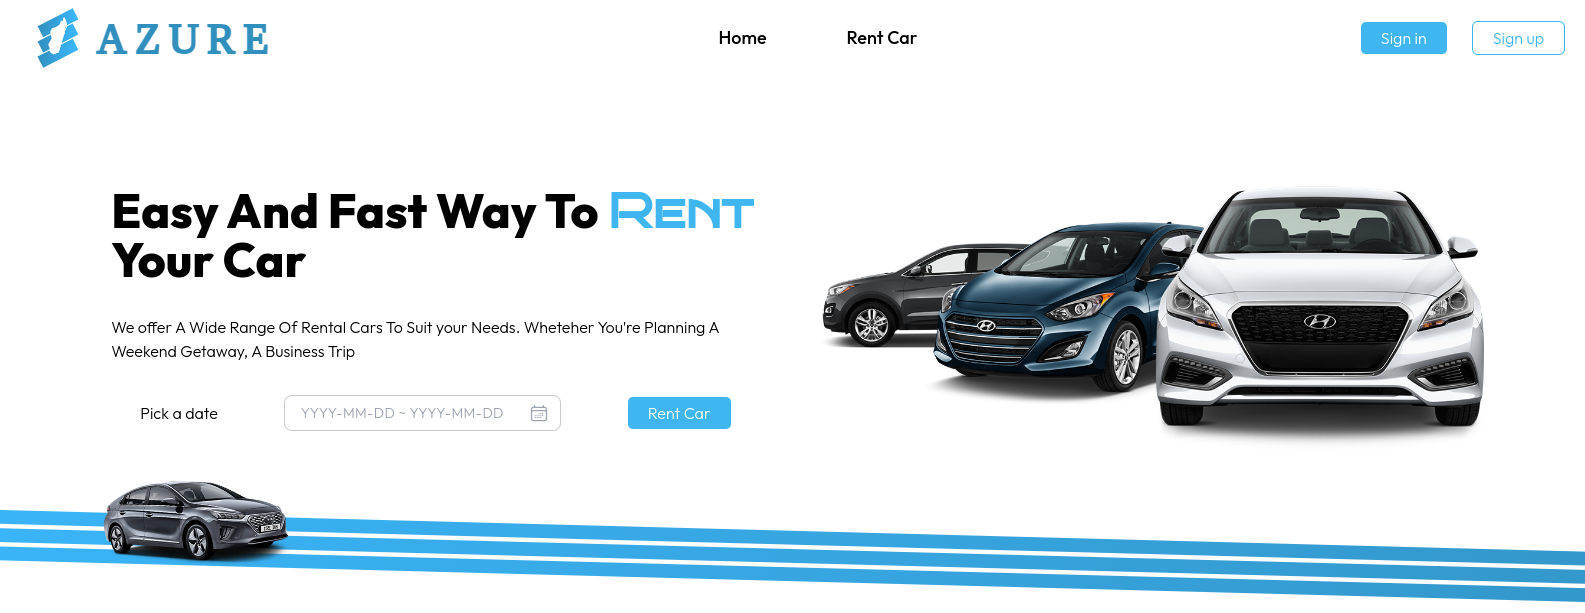 AZURE
Home
Rent Car
Sign in
Sign up
Easy And Fast Way To RENT
Your Car
We offer A Wide Range Of Rental Cars To Suit your Needs. Wheteher You're Planning A
Weekend Getaway, A Business Trip
Pick a date
YYYY-MM-DD ~ YYYY-MM-DD
Rent Car